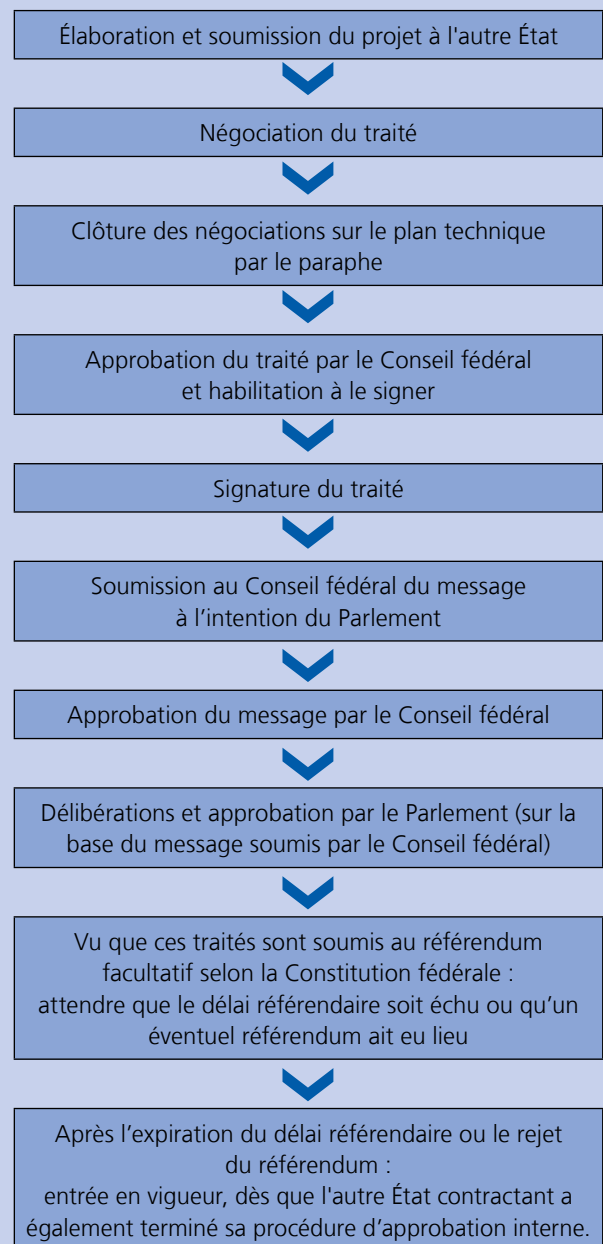 Élaboration et soumission du projet à l'autre État
Négociation du traité
Clôture des négociations sur le plan technique
par le paraphe
Approbation du traité par le Conseil fédéral
et habilitation à le signer
Signature du traité
Soumission au Conseil fédéral du message
à l’intention du Parlement
Approbation du message par le Conseil fédéral
Délibérations et approbation par le Parlement (sur la
base du message soumis par le Conseil fédéral)
Vu que ces traités sont soumis au référendum
facultatif selon la Constitution fédérale :
attendre que le délai référendaire soit échu ou qu’un
éventuel référendum ait eu lieu
Après l’expiration du délai référendaire ou le rejet
du référendum :
entrée en vigueur, dès que l'autre État contractant a
également terminé sa procédure d’approbation interne.